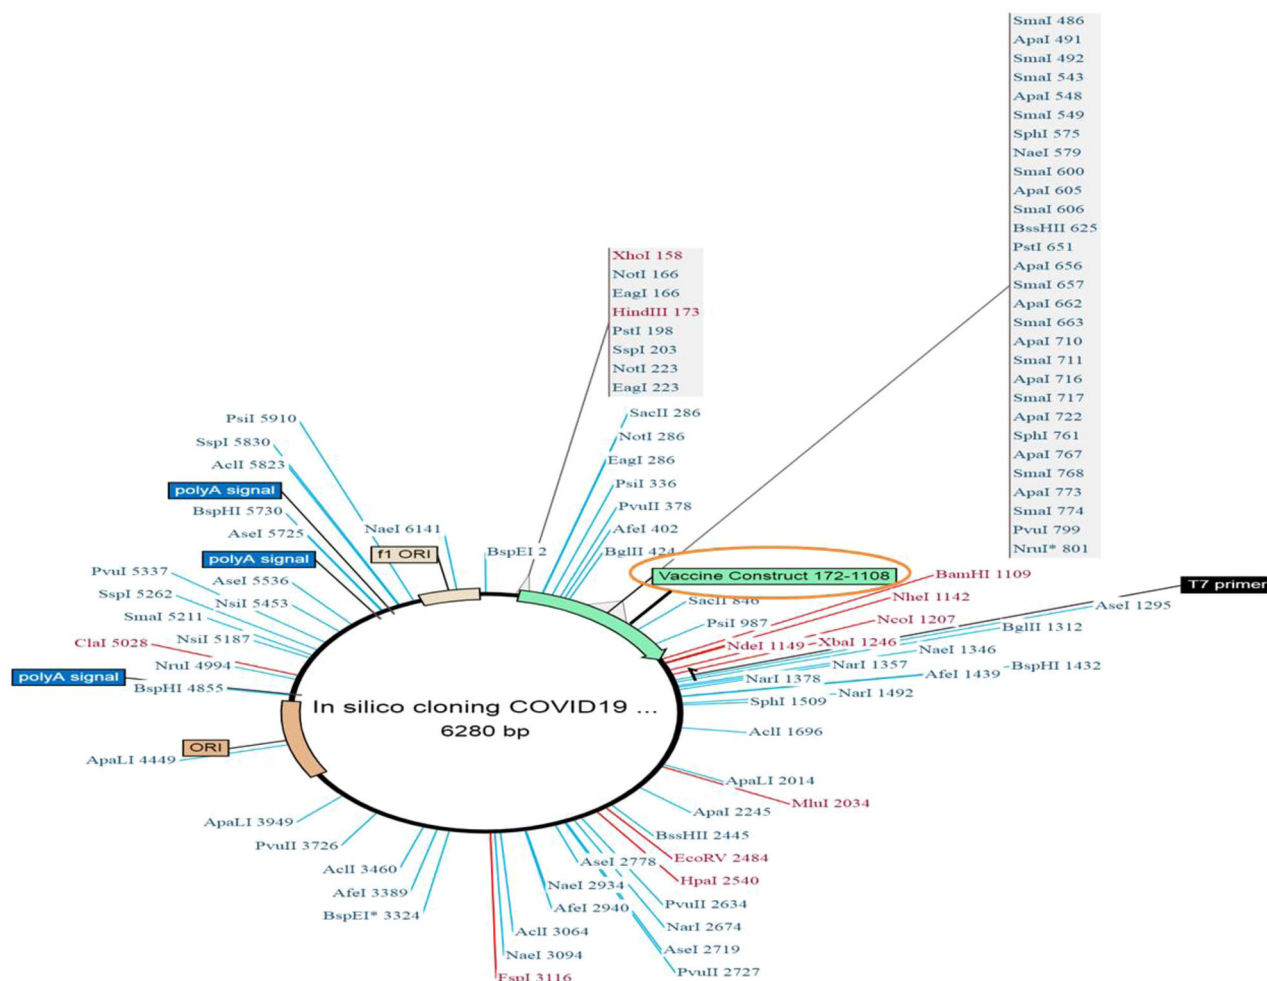 SmaI 486
ApaI 491
SmaI 492
SmaI 543
ApaI 548
SmaI 549
SphI 575
NaeI 579
SmaI 600
ApaI 605
SmaI 606
BssHII 625
PstI 651
ApaI 656
SmaI 657
ApaI 662
SmaI 663
ApaI 710
SmaI 711
ApaI 716
SmaI 717
ApaI 722
SphI 761
ApaI 767
SmaI 768
ApaI 773
SmaI 774
PvuI 799
NruI* 801
XhoI 158
NotI 166
EagI 166
HindIII 173
PstI 198
SspI 203
NotI 223
EagI 223
SacII 286
NotI 286
EagI 286
PsiI 336
PvuII 378
AfeI 402
BglII 424
Vaccine Construct 172-1108
SacII 846
PsiI 987
BamHI 1109
NheI 1142
NdeI 1149
NcoI 1207
XbaI 1246
T7 primer
AseI 1295
BglII 1312
NaeI 1346
NarI 1357
NarI 1378
BspHI 1432
AfeI 1439
NarI 1492
SphI 1509
AclI 1696
ApaLI 2014
MluI 2034
ApaI 2245
BssHII 2445
EcoRV 2484
HpaI 2540
PvuII 2634
NarI 2674
AseI 2719
PvuII 2727
AseI 2778
NaeI 2934
AfeI 2940
AclI 3064
NaeI 3094
FspI 3116
BspEI* 3324
AfeI 3389
AclI 3460
PvuII 3726
ApaLI 3949
ApaLI 4449
ORI
BspHI 4855
polyA signal
NruI 4994
ClaI 5028
NsiI 5187
SmaI 5211
SspI 5262
PvuI 5337
NsiI 5453
AseI 5536
polyA signal
AseI 5725
BspHI 5730
polyA signal
AclI 5823
SspI 5830
PsiI 5910
NaeI 6141
f1 ORI
BspEI 2
In silico cloning COVID19 ...
6280 bp